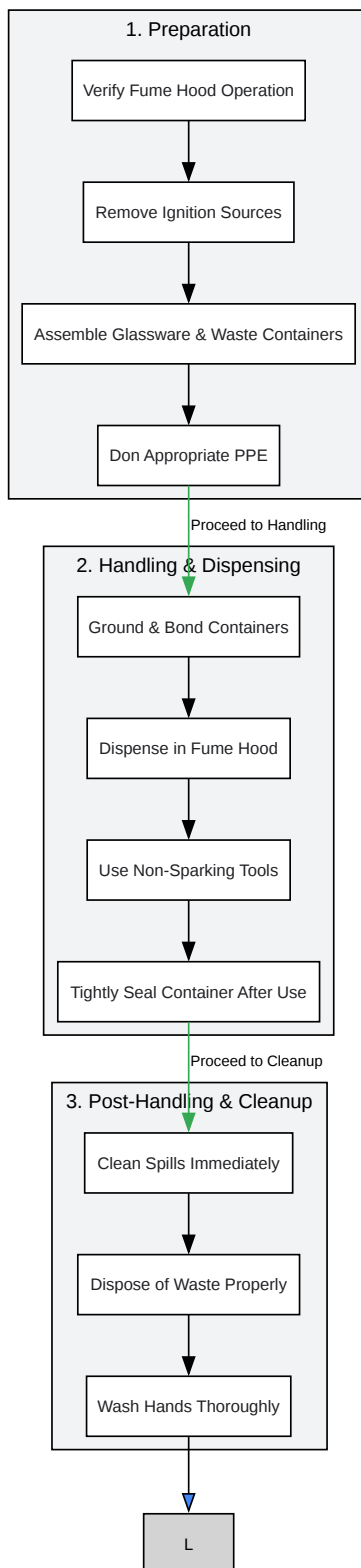 1. Preparation
Verify Fume Hood Operation
Remove Ignition Sources
Assemble Glassware & Waste Containers
Don Appropriate PPE
Proceed to Handling
2. Handling & Dispensing
Ground & Bond Containers
Dispense in Fume Hood
Use Non-Sparking Tools
Tightly Seal Container After Use
Proceed to Cleanup
3. Post-Handling & Cleanup
Clean Spills Immediately
Dispose of Waste Properly
Wash Hands Thoroughly
L